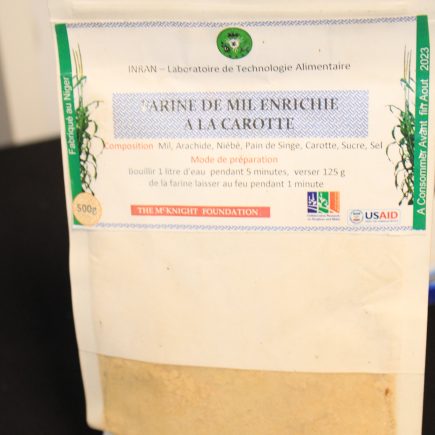 INRAN – Laboratoire de Technologie Alimentaire
FARINE DE MIL ENRICHIE
A LA CAROTTE
Composition Mil, Arachide, Niébé, Pain de Singe, Carotte, Sucre, Sel
Mode de préparation
Bouillir 1 litre d'eau pendant 5 minutes, verser 125 g
de la farine laisser au feu pendant 1 minute
Fabriqué au Niger
A Consommer Avant fin Aout 2023
500g
THE MCKNIGHT FOUNDATION
USAID